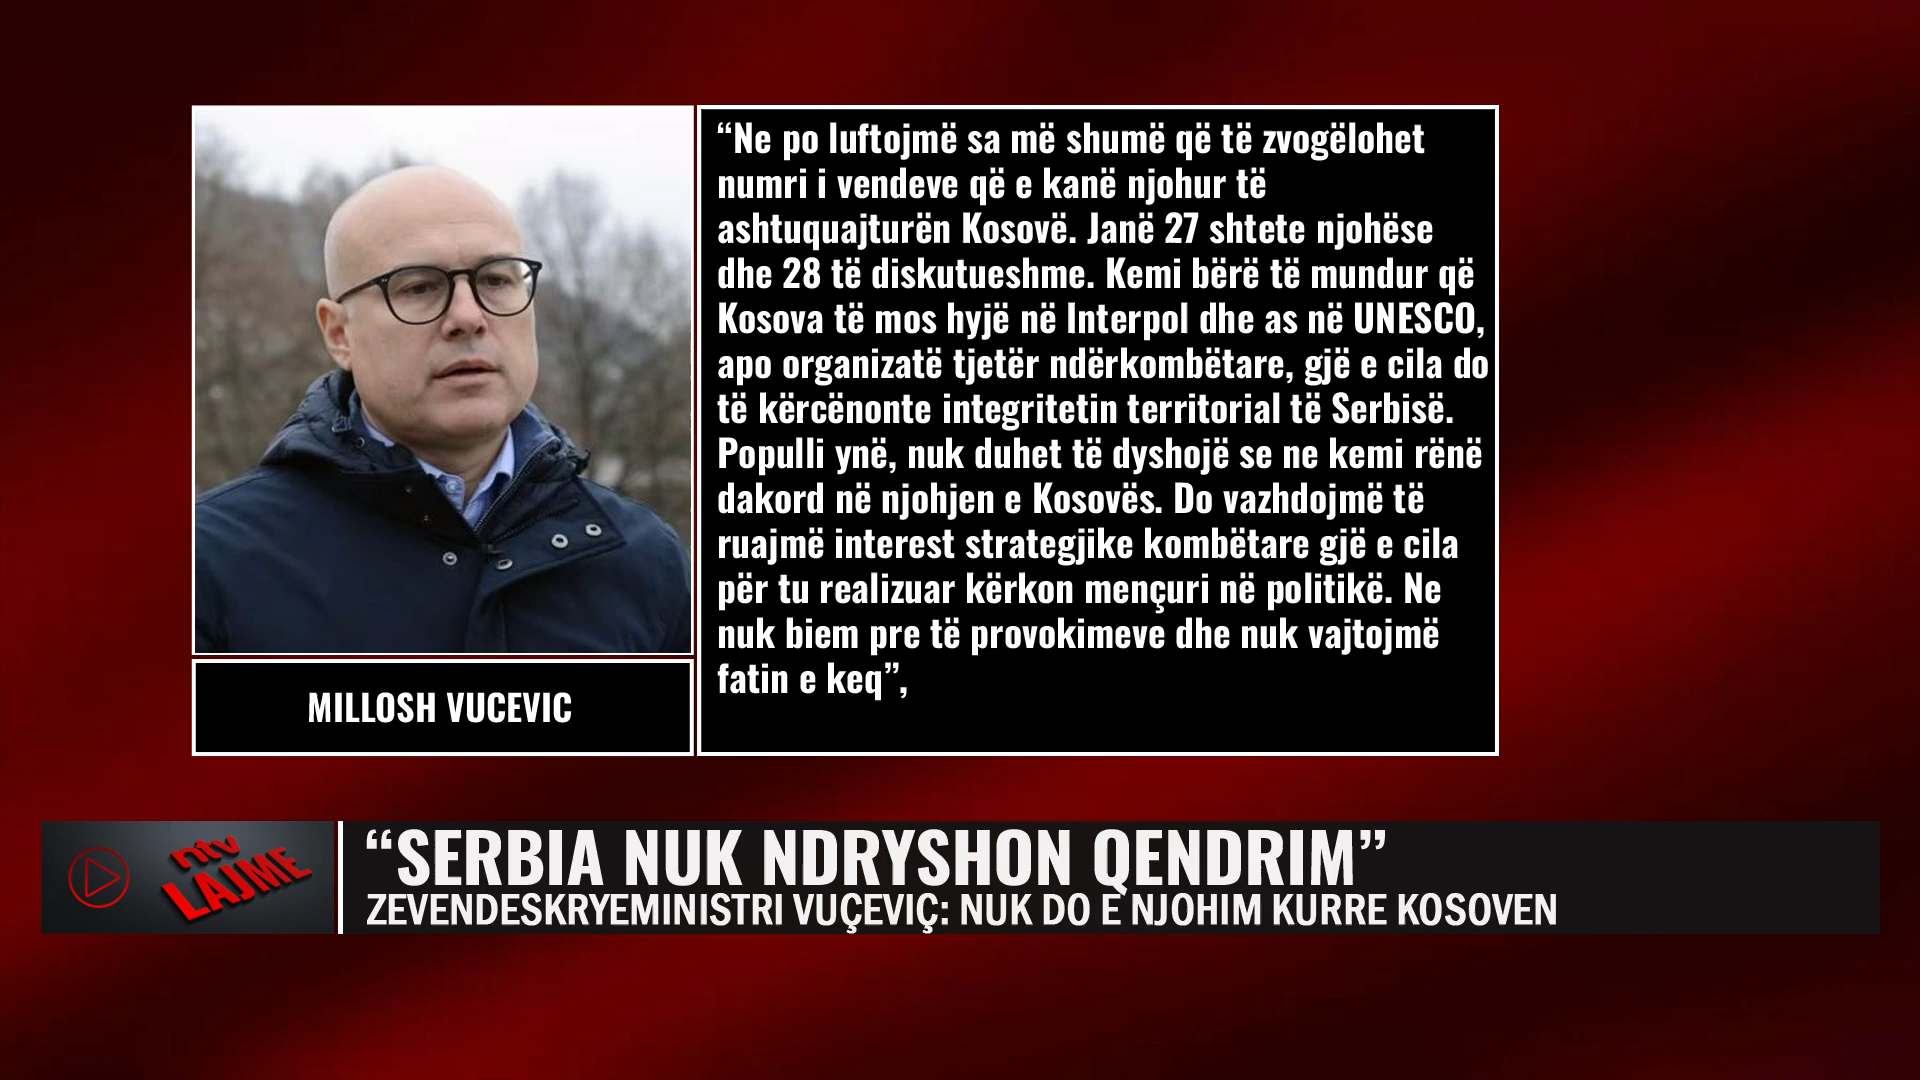 “Ne po luftojmë sa më shumë që të zvogëlohet
numri i vendeve që e kanë njohur të
ashtuquajturën Kosovë. Janë 27 shtete njohëse
dhe 28 të diskutueshme. Kemi bërë të mundur që
Kosova të mos hyjë në Interpol dhe as në UNESCO,
apo organizatë tjetër ndërkombëtare, gjë e cila do
të kërcënonte integritetin territorial të Serbisë.
Populli ynë, nuk duhet të dyshojë se ne kemi rënë
dakord në njohjen e Kosovës. Do vazhdojmë të
ruajmë interest strategjike kombëtare gjë e cila
për tu realizuar kërkon mençuri në politikë. Ne
nuk biem pre të provokimeve dhe nuk vajtojmë
fatin e keq”,
MILLOSH VUCEVIC
ntv
LAJME
“SERBIA NUK NDRYSHON QENDRIM”
ZEVENDESKRYEMINISTRI VUÇEVIÇ: NUK DO E NJOHIM KURRE KOSOVEN